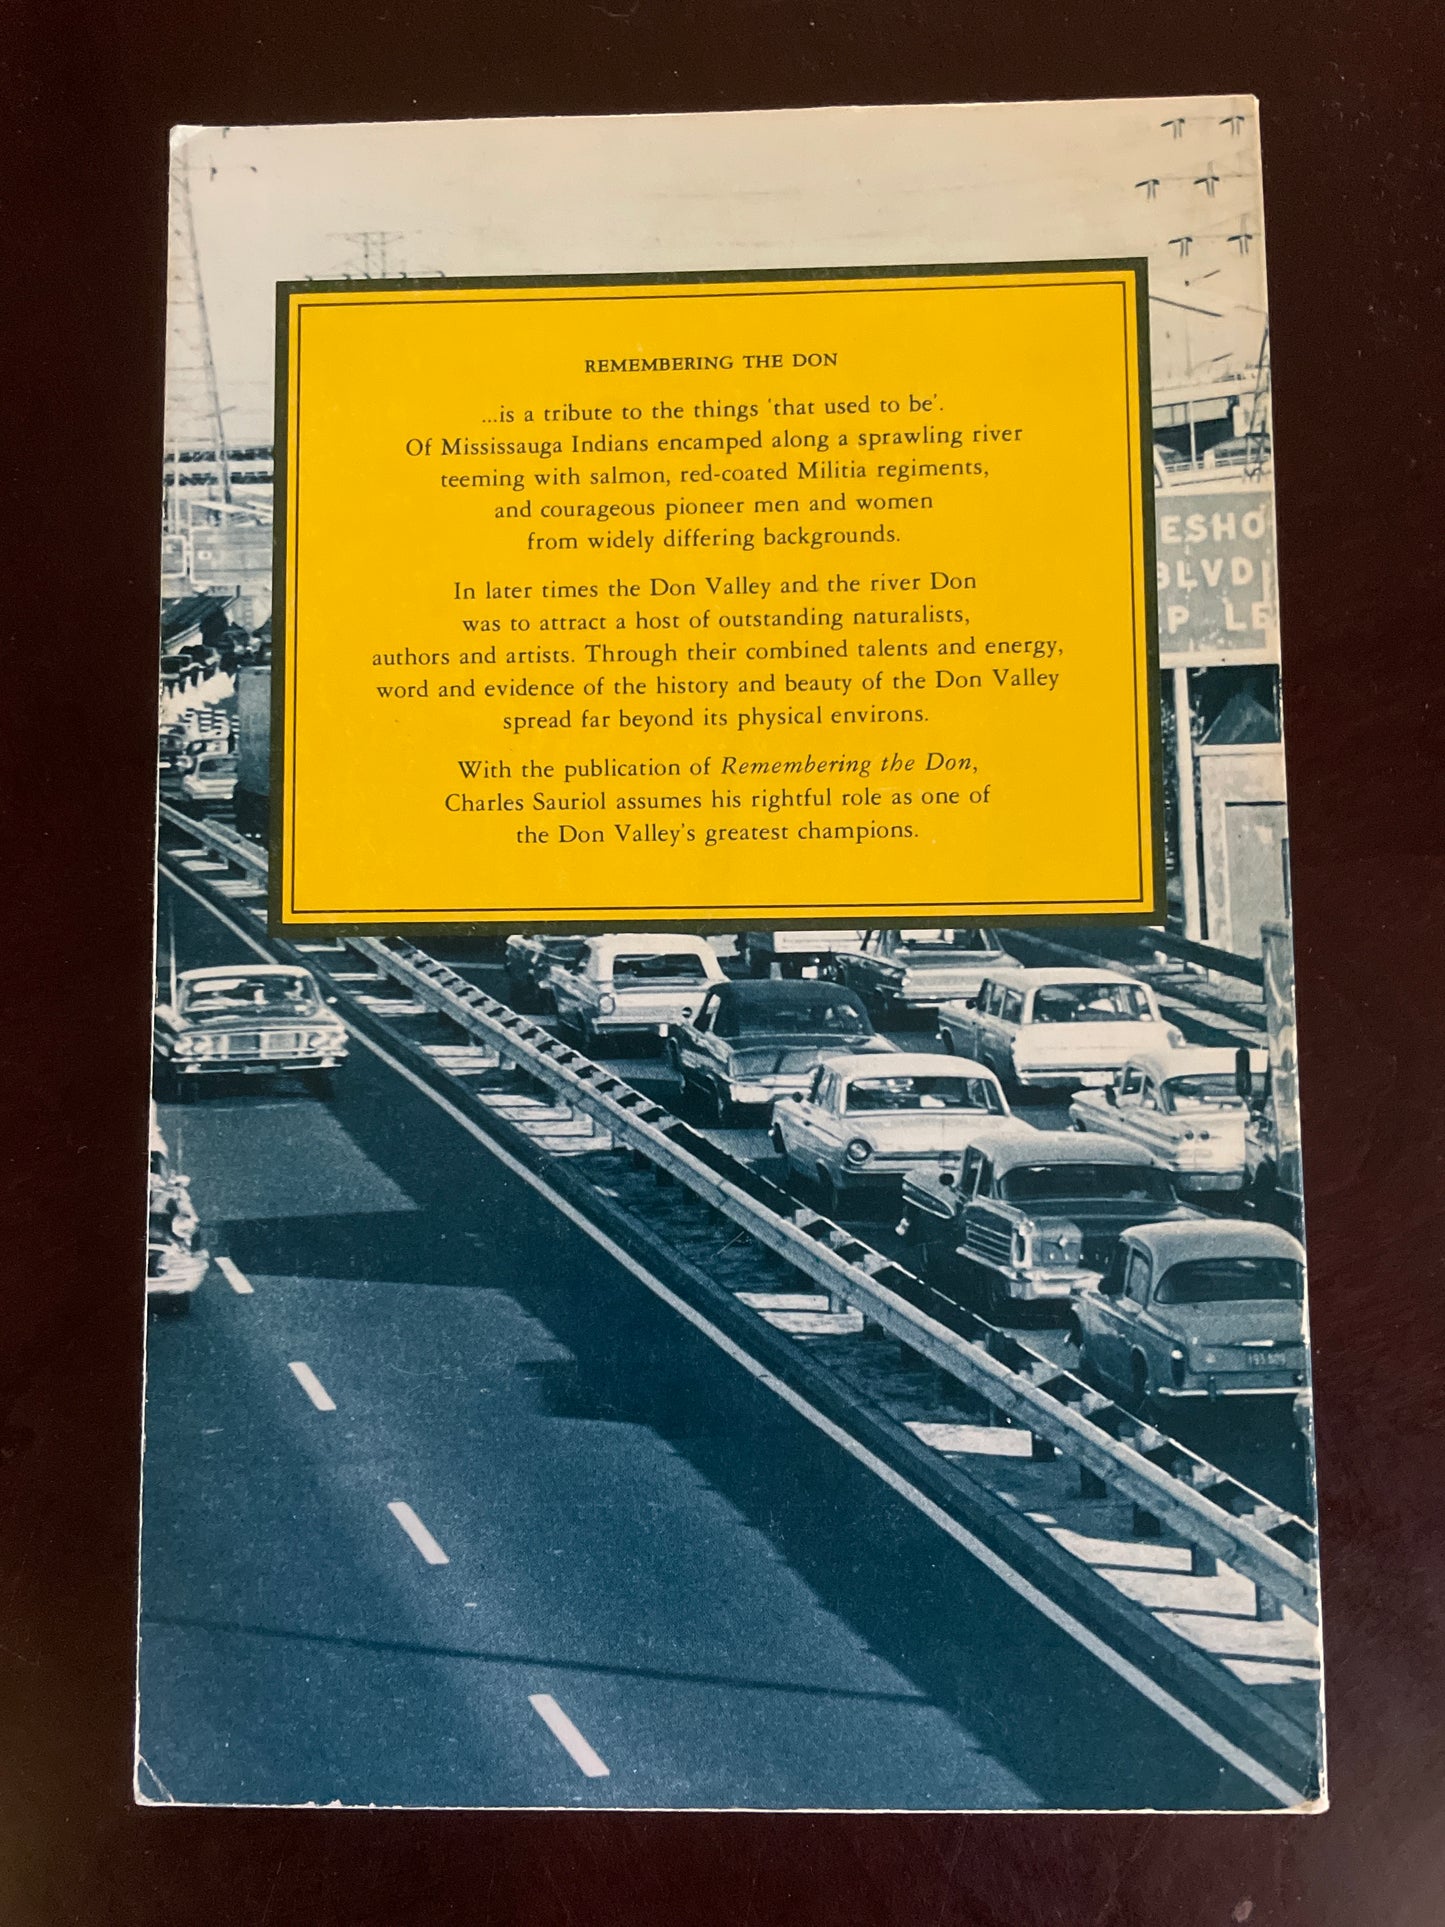 REMEMBERING THE DON
...is a tribute to the things 'that used to be'.
Of Mississauga Indians encamped along a sprawling river
teeming with salmon, red-coated Militia regiments,
and courageous pioneer men and women
from widely differing backgrounds.
In later times the Don Valley and the river Don
was to attract a host of outstanding naturalists,
authors and artists. Through their combined talents and energy,
word and evidence of the history and beauty of the Don Valley
spread far beyond its physical environs.
With the publication of Remembering the Don,
Charles Sauriol assumes his rightful role as one of
the Don Valley's greatest champions.
ESHO
BLVD
P LE